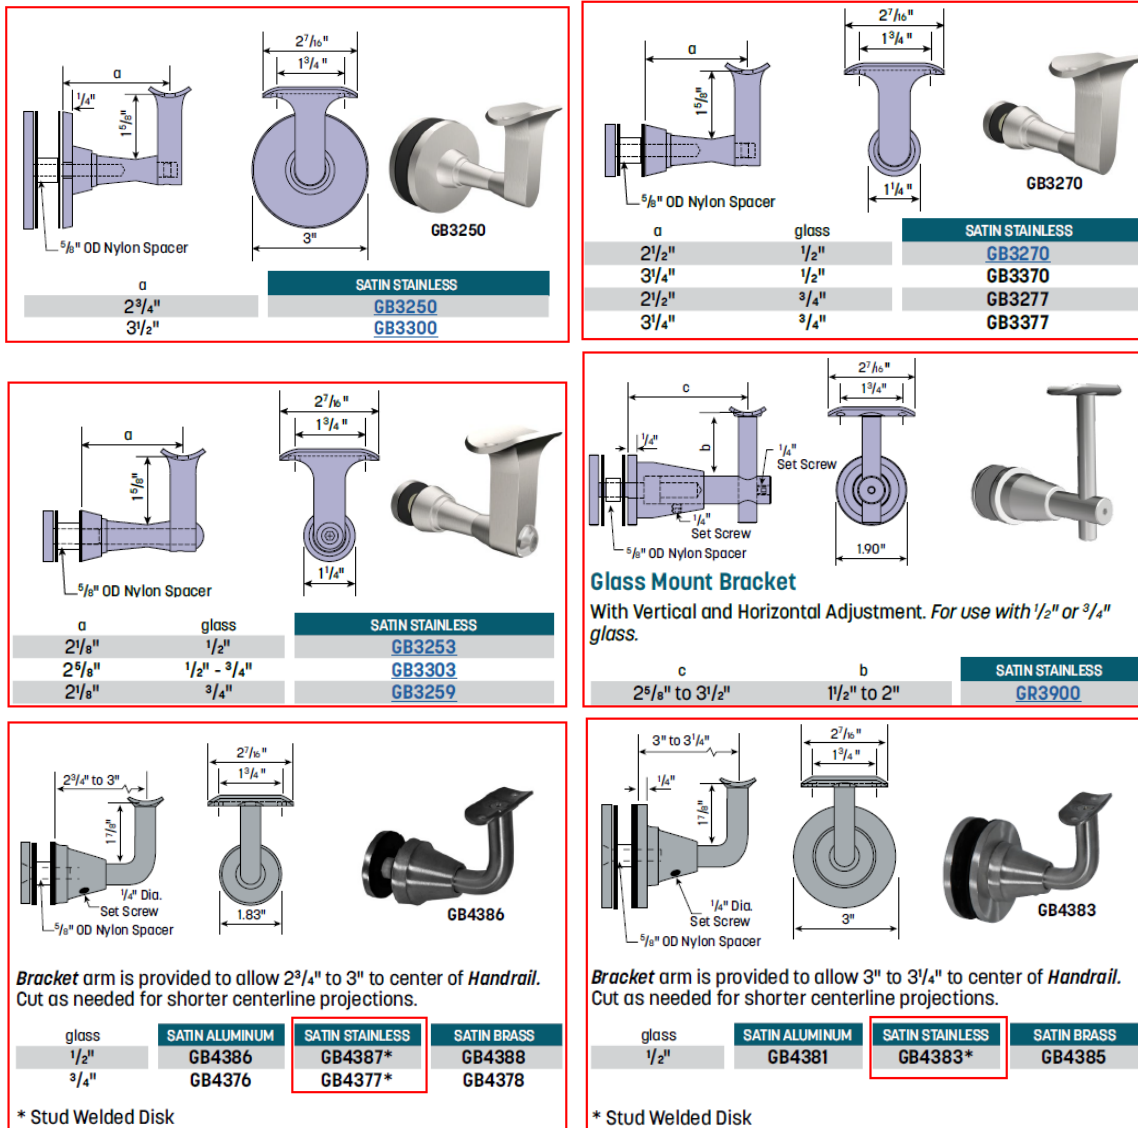 2⁷/₁₆"
1³/₄"
a
¹/₄"
1⁵/₈"
⁵/₈" OD Nylon Spacer
3"
GB3250
a SATIN STAINLESS
2³/₄" GB3250
3¹/₂" GB3300
2⁷/₁₆"
1³/₄"
a
1⁵/₈"
⁵/₈" OD Nylon Spacer
1¹/₄"
GB3270
a glass SATIN STAINLESS
2¹/₂" ¹/₂" GB3270
3¹/₄" ¹/₂" GB3370
2¹/₂" ³/₄" GB3277
3¹/₄" ³/₄" GB3377
2⁷/₁₆"
1³/₄"
a
1⁵/₈"
1¹/₄"
⁵/₈" OD Nylon Spacer
a glass SATIN STAINLESS
2¹/₈" ¹/₂" GB3253
2⁵/₈" ¹/₂" - ³/₄" GB3303
2¹/₈" ³/₄" GB3259
2⁷/₁₆"
1³/₄"
c
¹/₄"
b
¹/₄"
Set Screw
¹/₄"
Set Screw
⁵/₈" OD Nylon Spacer
1.90"
Glass Mount Bracket
With Vertical and Horizontal Adjustment. For use with ¹/₂" or ³/₄"
glass.
c b SATIN STAINLESS
2⁵/₈" to 3¹/₂" 1¹/₂" to 2" GR3900
2⁷/₁₆"
1³/₄"
2³/₄" to 3"
1⁷/₈"
¹/₄" Dia.
Set Screw
⁵/₈" OD Nylon Spacer
1.83"
GB4386
Bracket arm is provided to allow 2³/₄" to 3" to center of Handrail.
Cut as needed for shorter centerline projections.
glass SATIN ALUMINUM SATIN STAINLESS SATIN BRASS
¹/₂" GB4386 GB4387* GB4388
³/₄" GB4376 GB4377* GB4378
* Stud Welded Disk
2⁷/₁₆"
1³/₄"
3" to 3¹/₄"
¹/₄"
1⁷/₈"
¹/₄" Dia.
Set Screw
⁵/₈" OD Nylon Spacer
3"
GB4383
Bracket arm is provided to allow 3" to 3¹/₄" to center of Handrail.
Cut as needed for shorter centerline projections.
glass SATIN ALUMINUM SATIN STAINLESS SATIN BRASS
¹/₂" GB4381 GB4383* GB4385
* Stud Welded Disk